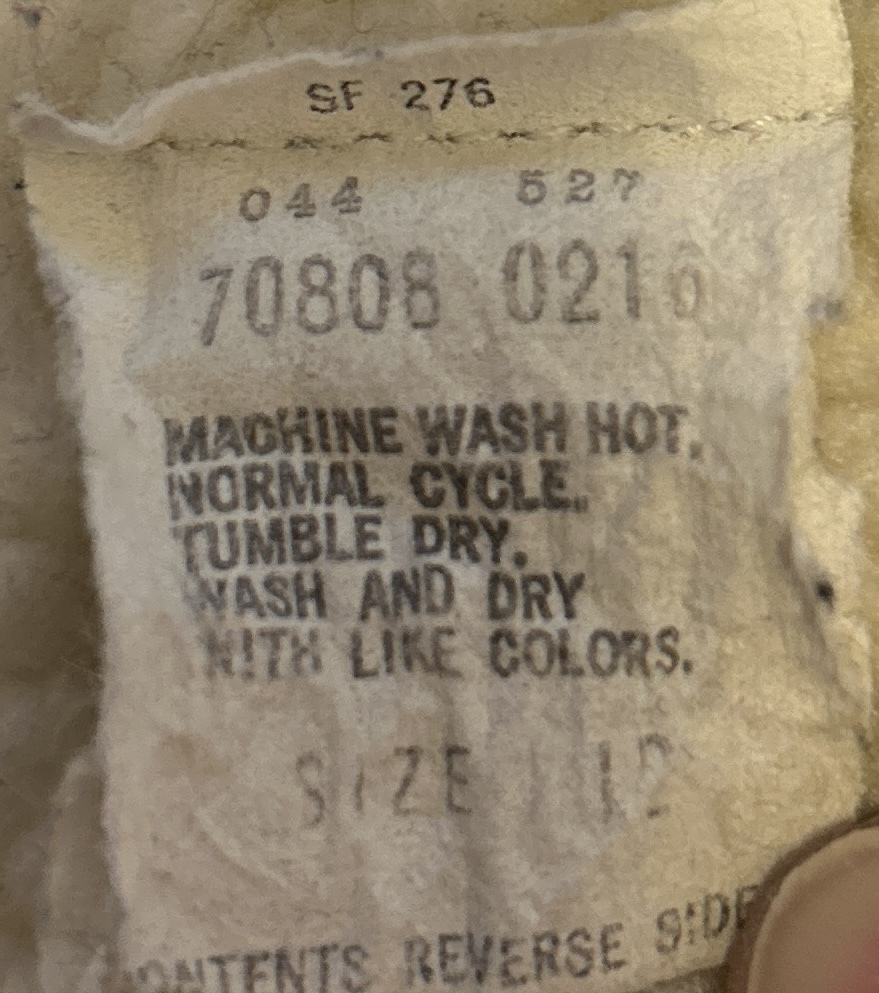 SF 276
044 527
70808 0216
MACHINE WASH HOT,
NORMAL CYCLE.
TUMBLE DRY.
WASH AND DRY
WITH LIKE COLORS.
SIZE
CONTENTS REVERSE SIDE